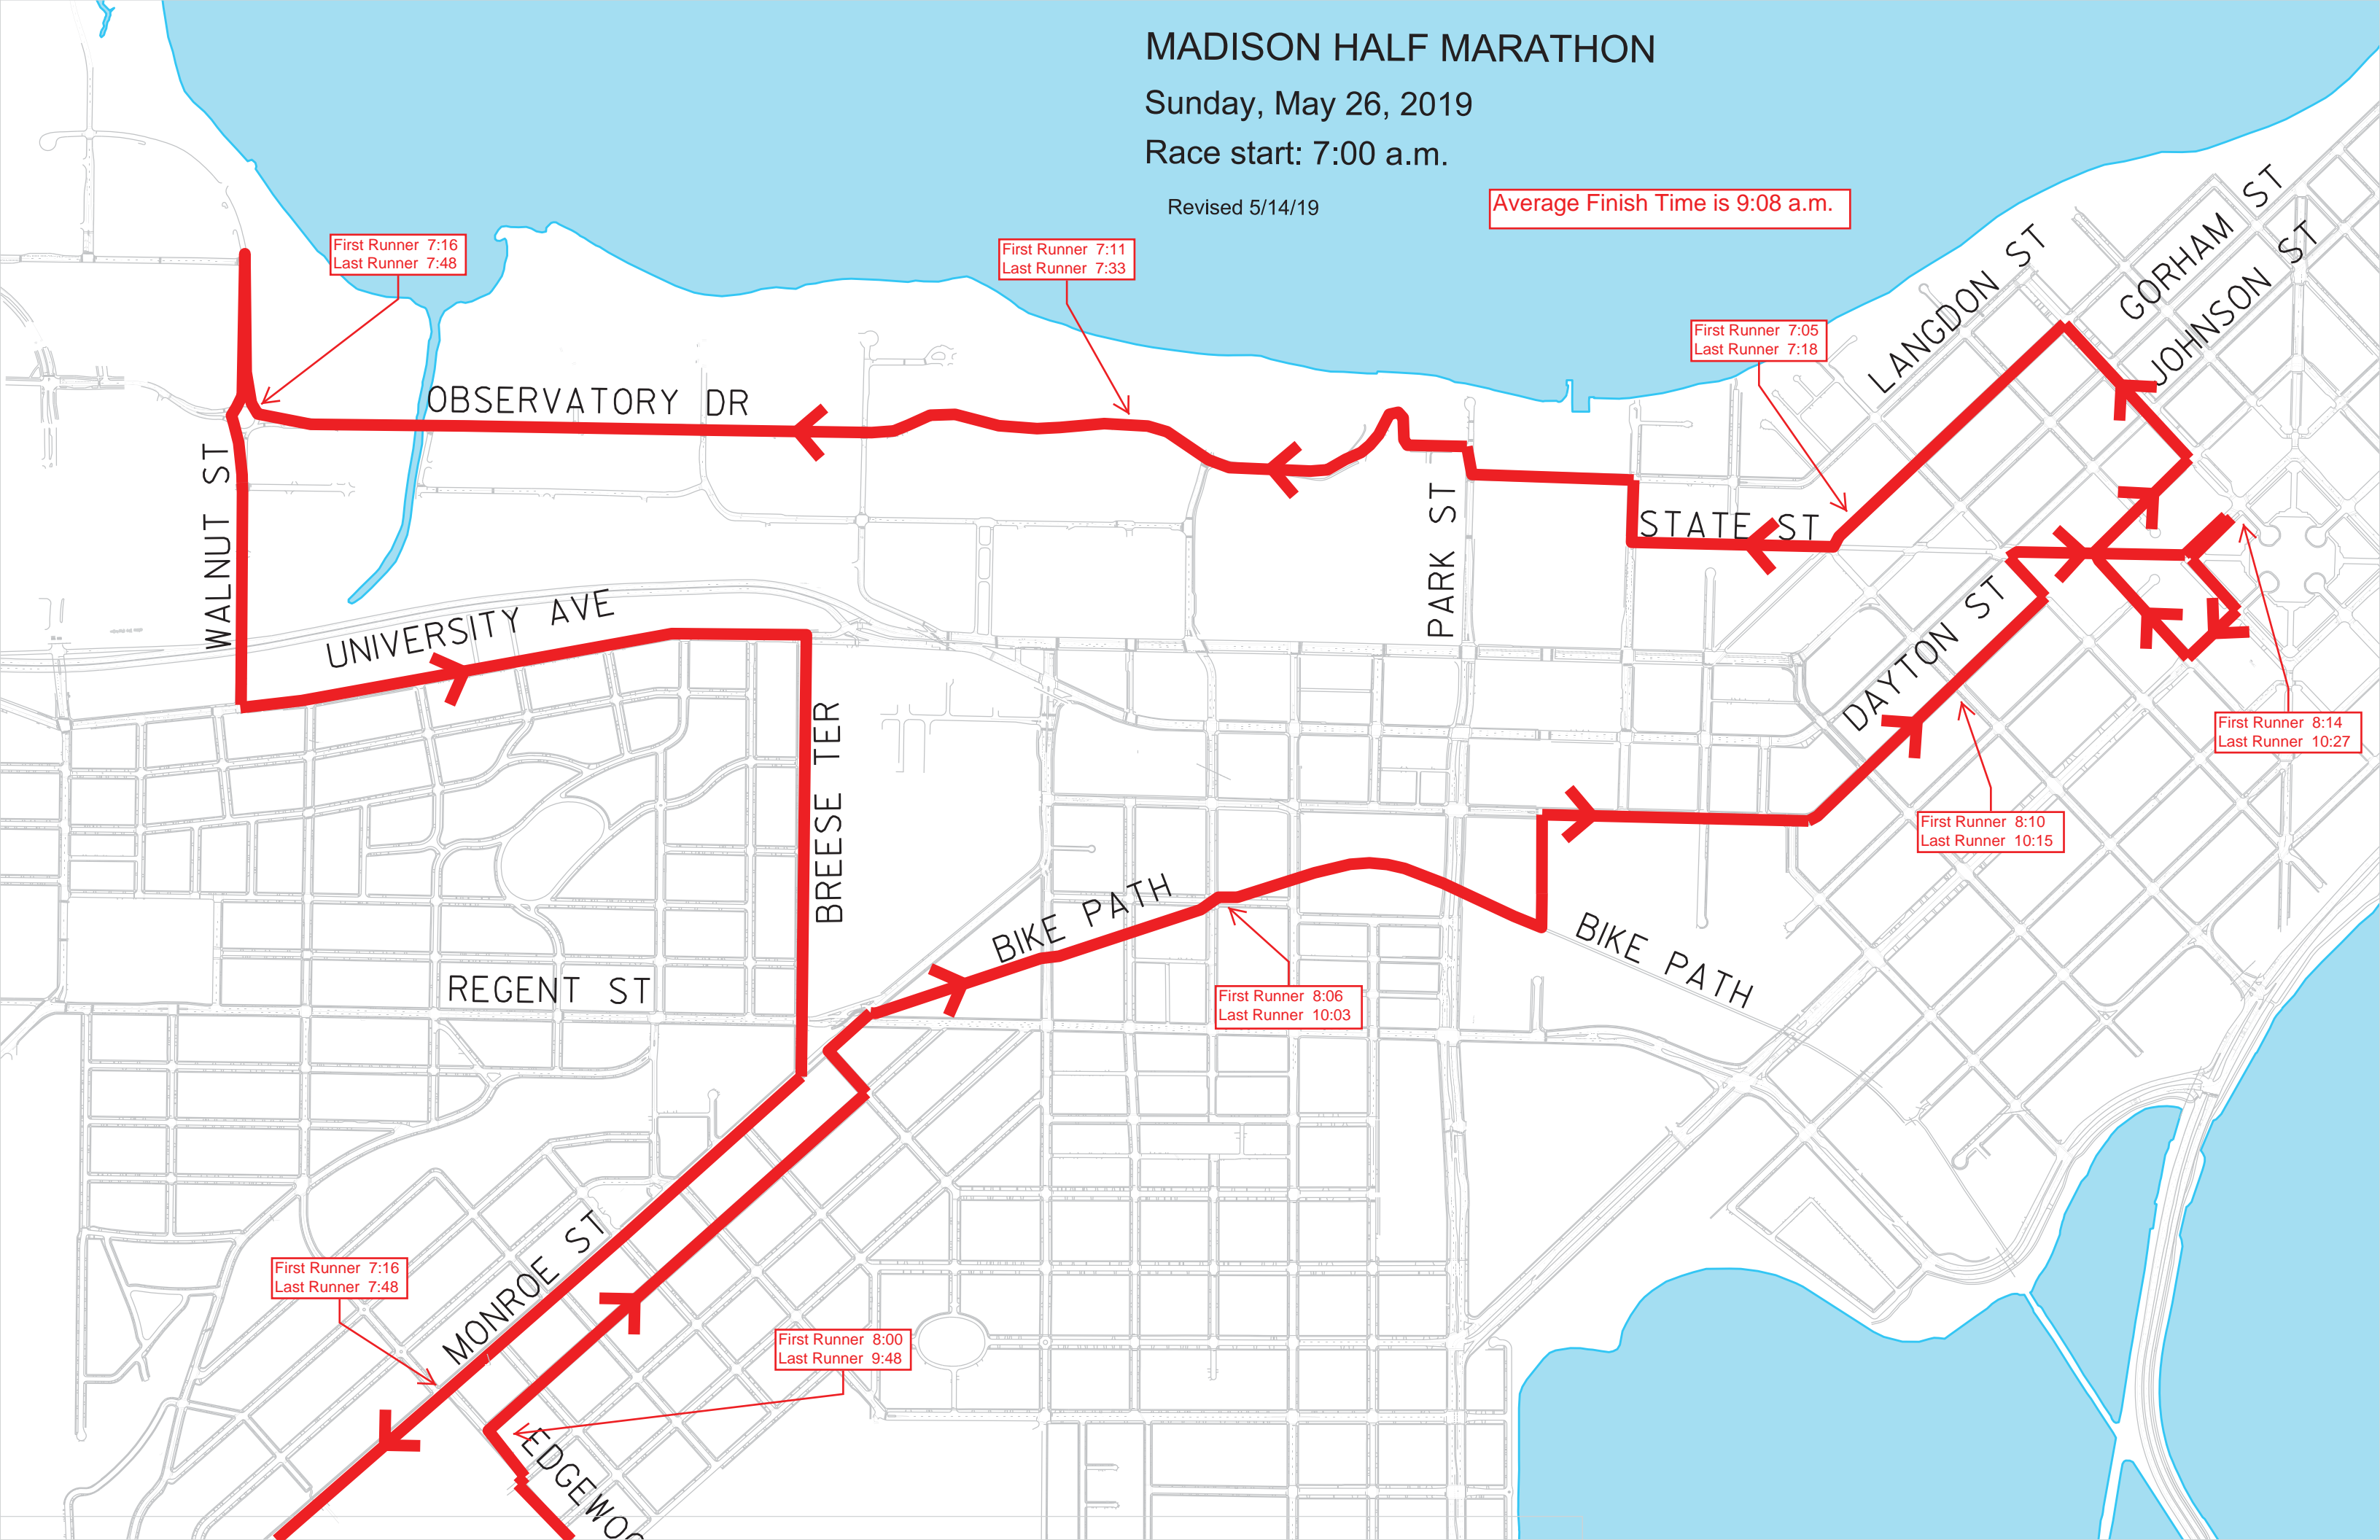 MADISON HALF MARATHON
Sunday, May 26, 2019
Race start: 7:00 a.m.
Revised 5/14/19
Average Finish Time is 9:08 a.m.
First Runner 7:16
Last Runner 7:48
First Runner 7:11
Last Runner 7:33
First Runner 7:05
Last Runner 7:18
LANGDON ST
GORHAM ST
JOHNSON ST
OBSERVATORY DR
WALNUT ST
PARK ST
STATE ST
UNIVERSITY AVE
DAYTON ST
First Runner 8:14
Last Runner 10:27
BREESE TER
First Runner 8:10
Last Runner 10:15
BIKE PATH
BIKE PATH
REGENT ST
First Runner 8:06
Last Runner 10:03
MONROE ST
First Runner 7:16
Last Runner 7:48
First Runner 8:00
Last Runner 9:48
EDGEWOO